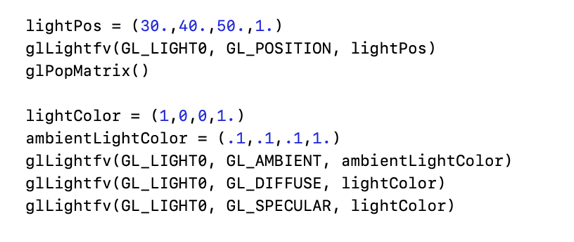 lightPos = (30.,40.,50.,1.)
glLightfv(GL_LIGHT0, GL_POSITION, lightPos)
glPopMatrix()
lightColor = (1,0,0,1.)
ambientLightColor = (.1,.1,.1,1.)
glLightfv(GL_LIGHT0, GL_AMBIENT, ambientLightColor)
glLightfv(GL_LIGHT0, GL_DIFFUSE, lightColor)
glLightfv(GL_LIGHT0, GL_SPECULAR, lightColor)